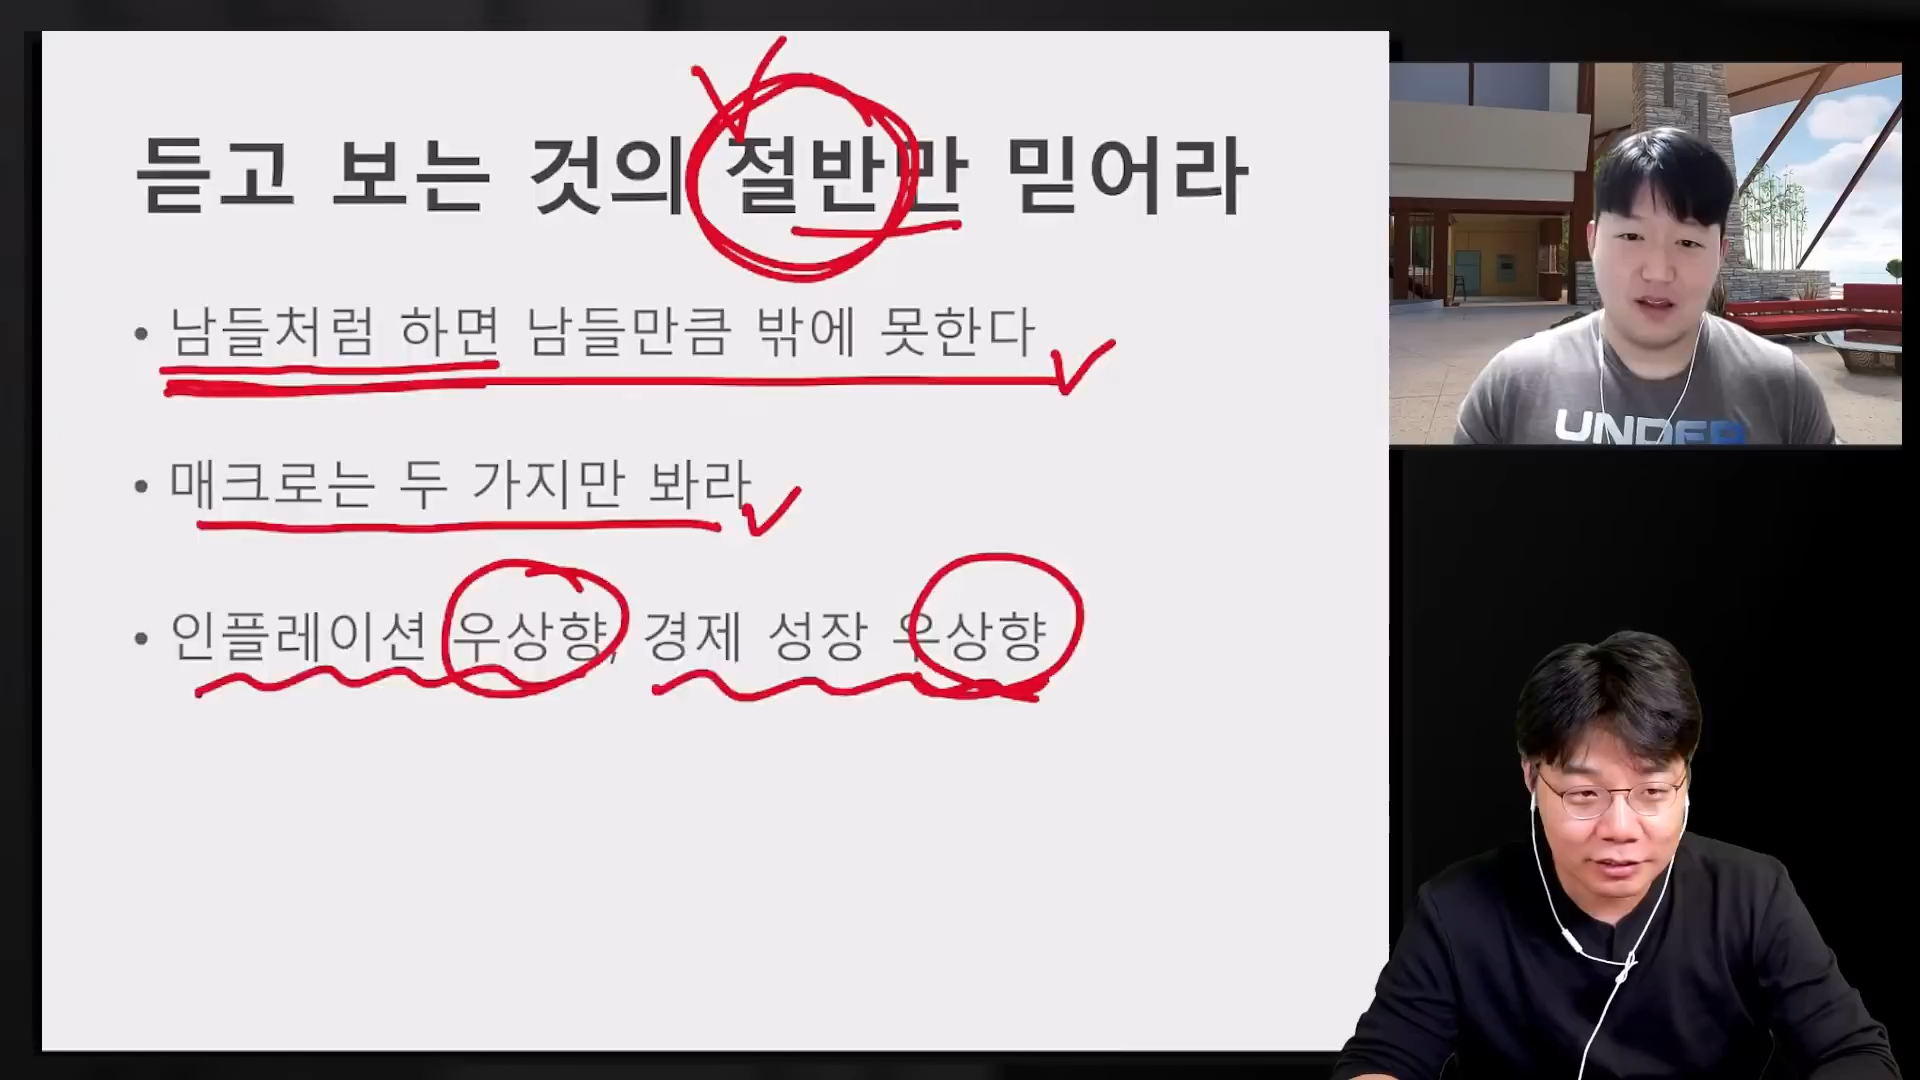 듣고 보는 것의 절반만 믿어라
• 남들처럼 하면 남들만큼 밖에 못한다
• 매크로는 두 가지만 봐라
• 인플레이션 우상향, 경제 성장 우상향
UNDER